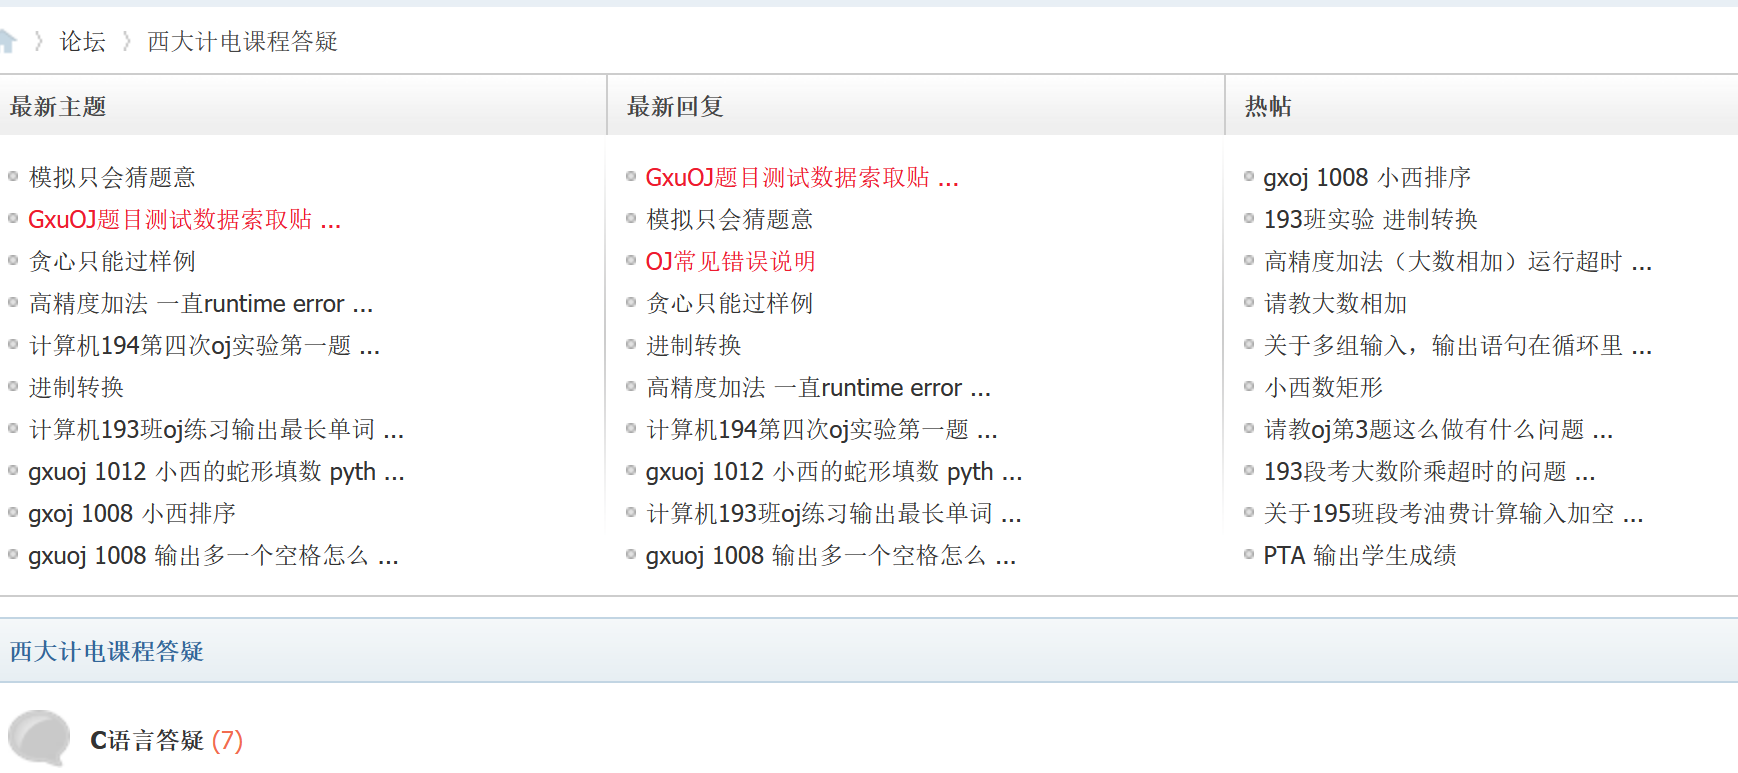 论坛 西大计电课程答疑
最新主题
模拟只会猜题意
GxuOJ题目测试数据索取贴 ...
贪心只能过样例
高精度加法 一直runtime error ...
计算机194第四次oj实验第一题 ...
进制转换
计算机193班oj练习输出最长单词 ...
gxuoj 1012 小西的蛇形填数 pyth ...
gxoj 1008 小西排序
gxuoj 1008 输出多一个空格怎么 ...
最新回复
GxuOJ题目测试数据索取贴 ...
模拟只会猜题意
OJ常见错误说明
贪心只能过样例
进制转换
高精度加法 一直runtime error ...
计算机194第四次oj实验第一题 ...
gxuoj 1012 小西的蛇形填数 pyth ...
计算机193班oj练习输出最长单词 ...
gxuoj 1008 输出多一个空格怎么 ...
热帖
gxoj 1008 小西排序
193班实验 进制转换
高精度加法（大数相加）运行超时 ...
请教大数相加
关于多组输入，输出语句在循环里 ...
小西数矩形
请教oj第3题这么做有什么问题 ...
193段考大数阶乘超时的问题 ...
关于195班段考油费计算输入加空 ...
PTA 输出学生成绩
西大计电课程答疑
C语言答疑 (7)